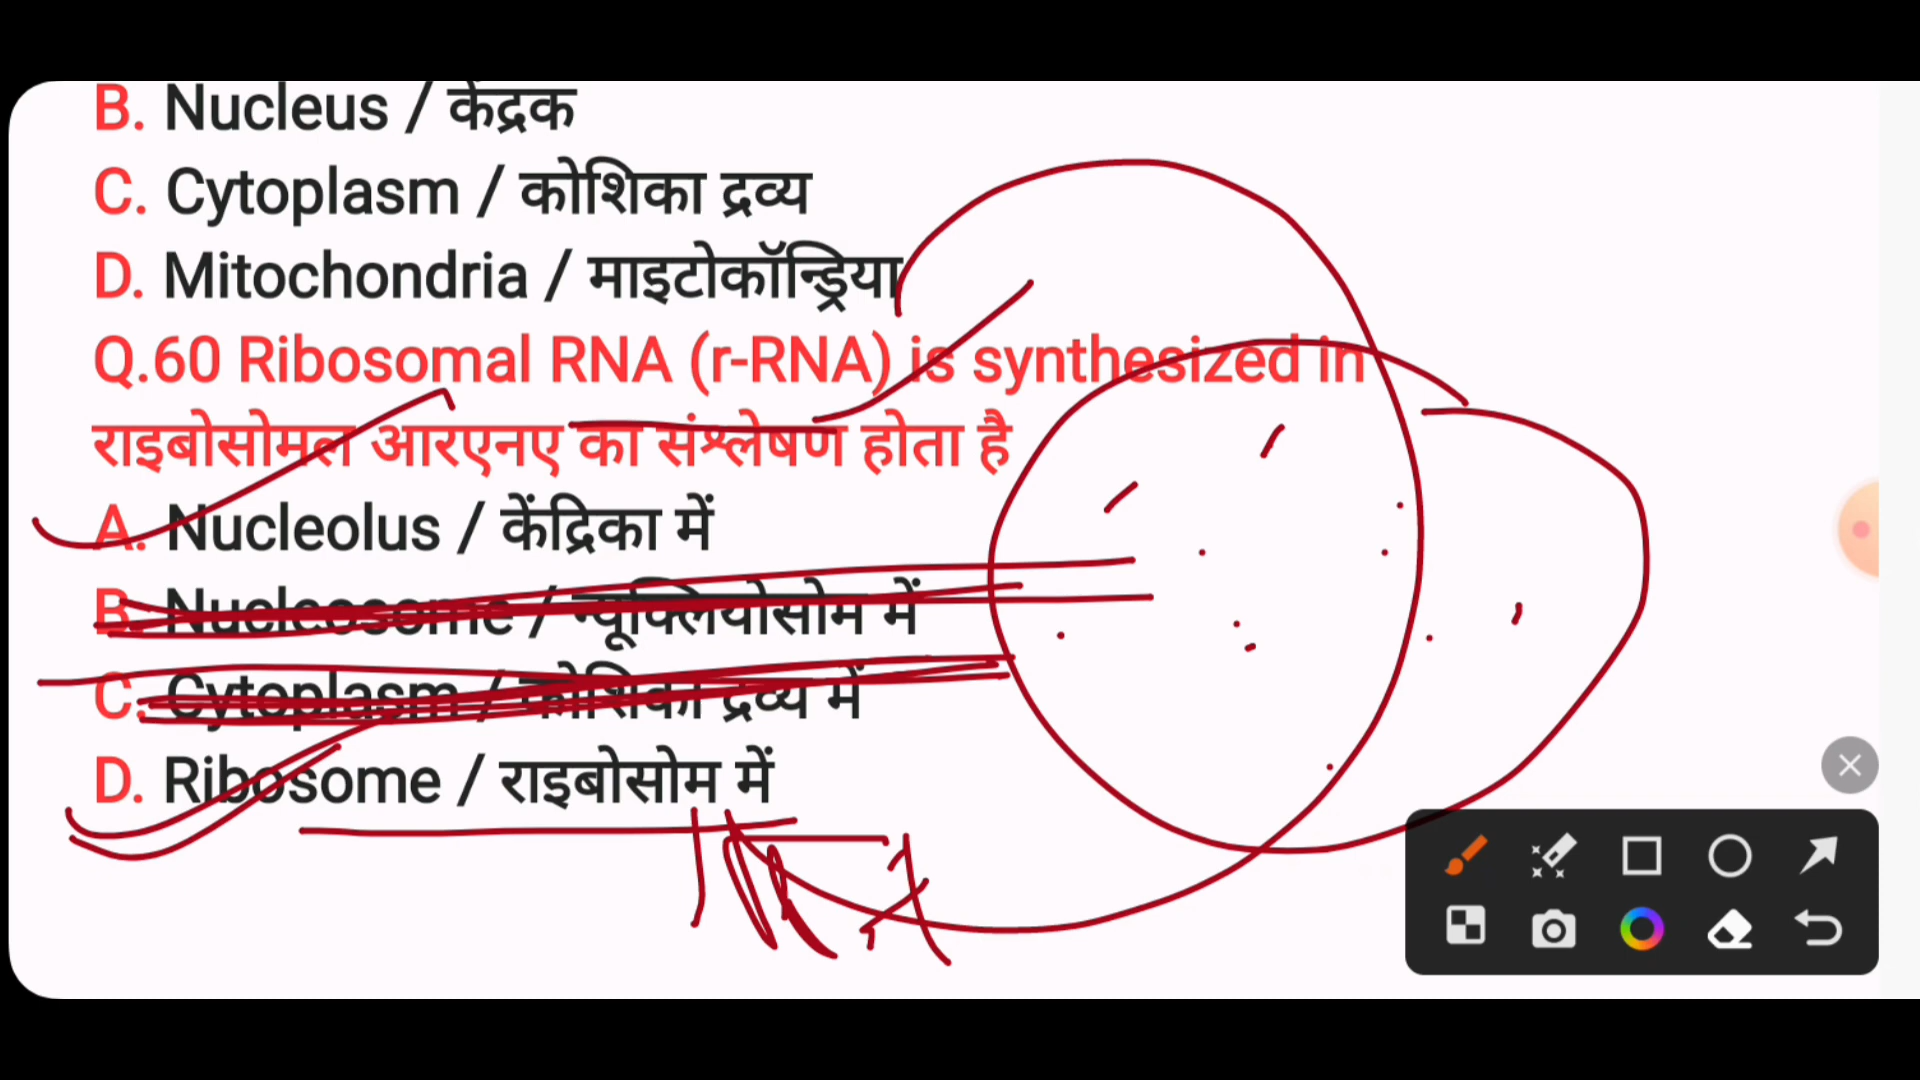 B. Nucleus / केंद्रक
C. Cytoplasm / कोशिका द्रव्य
D. Mitochondria / माइटोकॉन्ड्रिया
Q.60 Ribosomal RNA (r-RNA) is synthesized in
राइबोसोमल आरएनए का संश्लेषण होता है
A. Nucleolus / केंद्रिका में
B. Nucleosome / न्यूक्लियोसोम में
C. Cytoplasm / कोशिका द्रव्य में
D. Ribosome / राइबोसोम में